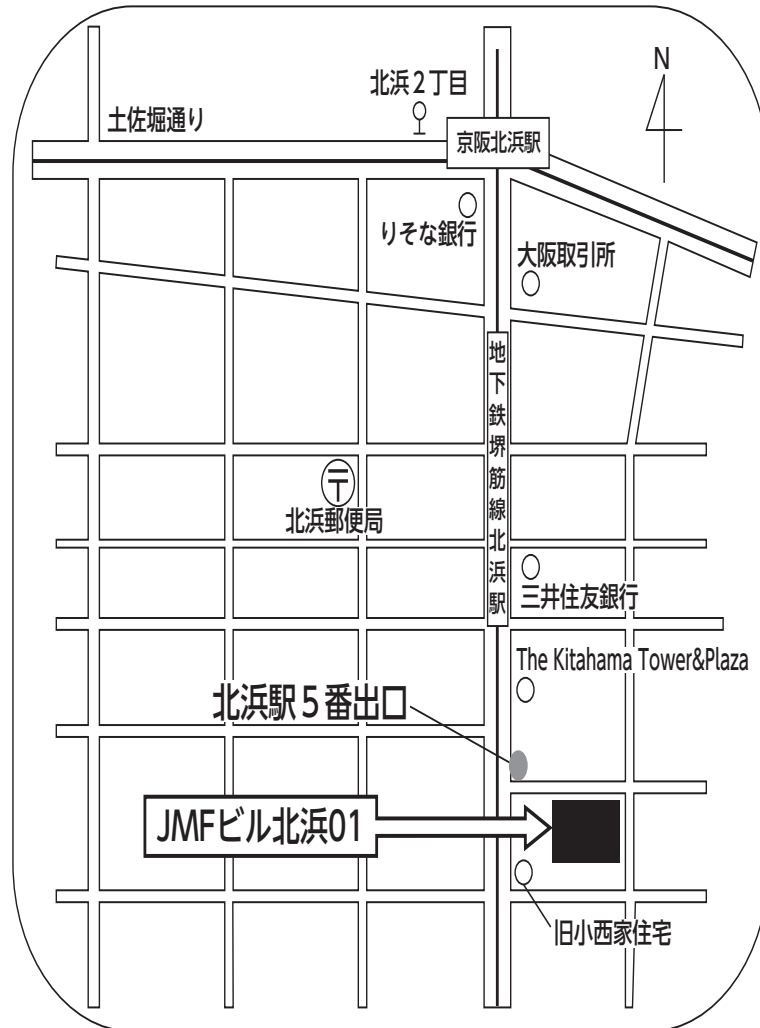 N
北浜２丁目
土佐堀通り
京阪北浜駅
りそな銀行
大阪取引所
地下鉄堺筋線北浜駅
〒
北浜郵便局
三井住友銀行
The Kitahama Tower&Plaza
北浜駅５番出口
JMFビル北浜01
旧小西家住宅